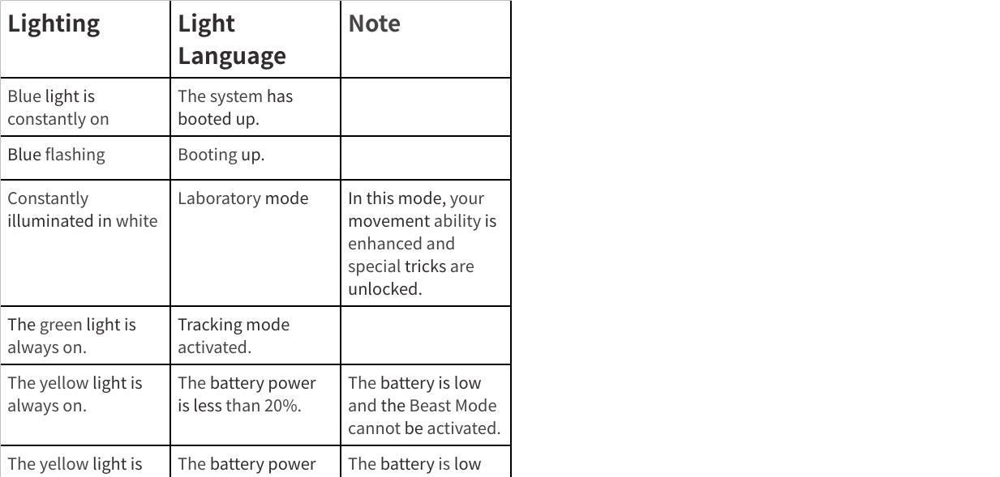 Lighting
Light
Language
Note
Blue light is
constantly on
The system has
booted up.
Blue flashing
Booting up.
Constantly
illuminated in white
Laboratory mode
In this mode, your
movement ability is
enhanced and
special tricks are
unlocked.
The green light is
always on.
Tracking mode
activated.
The yellow light is
always on.
The battery power
is less than 20%.
The battery is low
and the Beast Mode
cannot be activated.
The yellow light is
The battery power
The battery is low